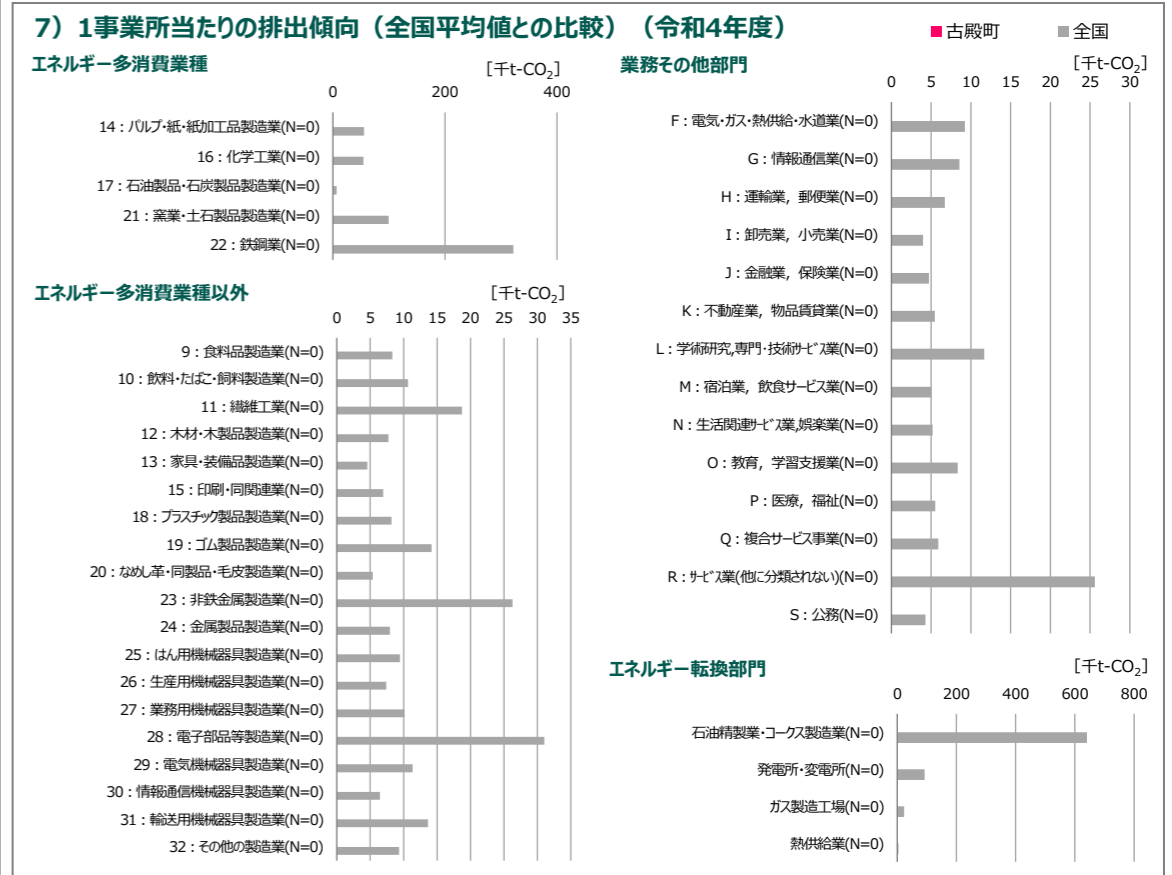 7）1事業所当たりの排出傾向（全国平均値との比較）（令和4年度）
■古殿町 ■全国
エネルギー多消費業種
[千t-CO2]
0 200 400
14：パルプ・紙・紙加工品製造業(N=0)
16：化学工業(N=0)
17：石油製品・石炭製品製造業(N=0)
21：窯業・土石製品製造業(N=0)
22：鉄鋼業(N=0)
エネルギー多消費業種以外
[千t-CO2]
0 5 10 15 20 25 30 35
9：食料品製造業(N=0)
10：飲料・たばこ・飼料製造業(N=0)
11：繊維工業(N=0)
12：木材・木製品製造業(N=0)
13：家具・装備品製造業(N=0)
15：印刷・同関連業(N=0)
18：プラスチック製品製造業(N=0)
19：ゴム製品製造業(N=0)
20：なめし革・同製品・毛皮製造業(N=0)
23：非鉄金属製造業(N=0)
24：金属製品製造業(N=0)
25：はん用機械器具製造業(N=0)
26：生産用機械器具製造業(N=0)
27：業務用機械器具製造業(N=0)
28：電子部品等製造業(N=0)
29：電気機械器具製造業(N=0)
30：情報通信機械器具製造業(N=0)
31：輸送用機械器具製造業(N=0)
32：その他の製造業(N=0)
業務その他部門
[千t-CO2]
0 5 10 15 20 25 30
F：電気・ガス・熱供給・水道業(N=0)
G：情報通信業(N=0)
H：運輸業，郵便業(N=0)
I：卸売業，小売業(N=0)
J：金融業，保険業(N=0)
K：不動産業，物品賃貸業(N=0)
L：学術研究,専門・技術ｻｰﾋﾞｽ業(N=0)
M：宿泊業，飲食サービス業(N=0)
N：生活関連ｻｰﾋﾞｽ業,娯楽業(N=0)
O：教育，学習支援業(N=0)
P：医療，福祉(N=0)
Q：複合サービス事業(N=0)
R：ｻｰﾋﾞｽ業(他に分類されない)(N=0)
S：公務(N=0)
エネルギー転換部門
[千t-CO2]
0 200 400 600 800
石油精製業・コークス製造業(N=0)
発電所・変電所(N=0)
ガス製造工場(N=0)
熱供給業(N=0)